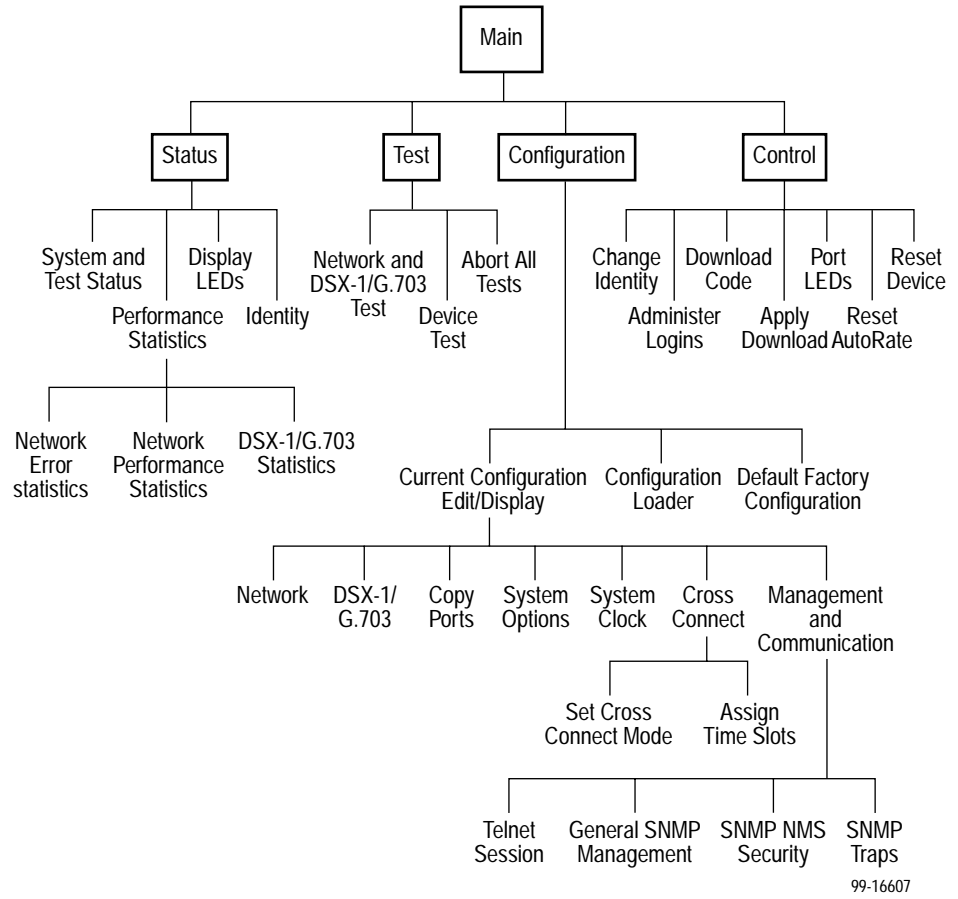 Main
Status
Test
Configuration
Control
System and
Test Status
Performance
Statistics
Display
LEDs
Identity
Network and
DSX-1/G.703
Test
Device
Test
Abort All
Tests
Change
Identity
Administer
Logins
Download
Code
Apply
Download
Port
LEDs
Reset
AutoRate
Reset
Device
Network
Error
statistics
Network
Performance
Statistics
DSX-1/G.703
Statistics
Current Configuration
Edit/Display
Configuration
Loader
Default Factory
Configuration
Network
DSX-1/
G.703
Copy
Ports
System
Options
System
Clock
Cross
Connect
Management
and
Communication
Set Cross
Connect Mode
Assign
Time Slots
Telnet
Session
General SNMP
Management
SNMP NMS
Security
SNMP
Traps
99-16607